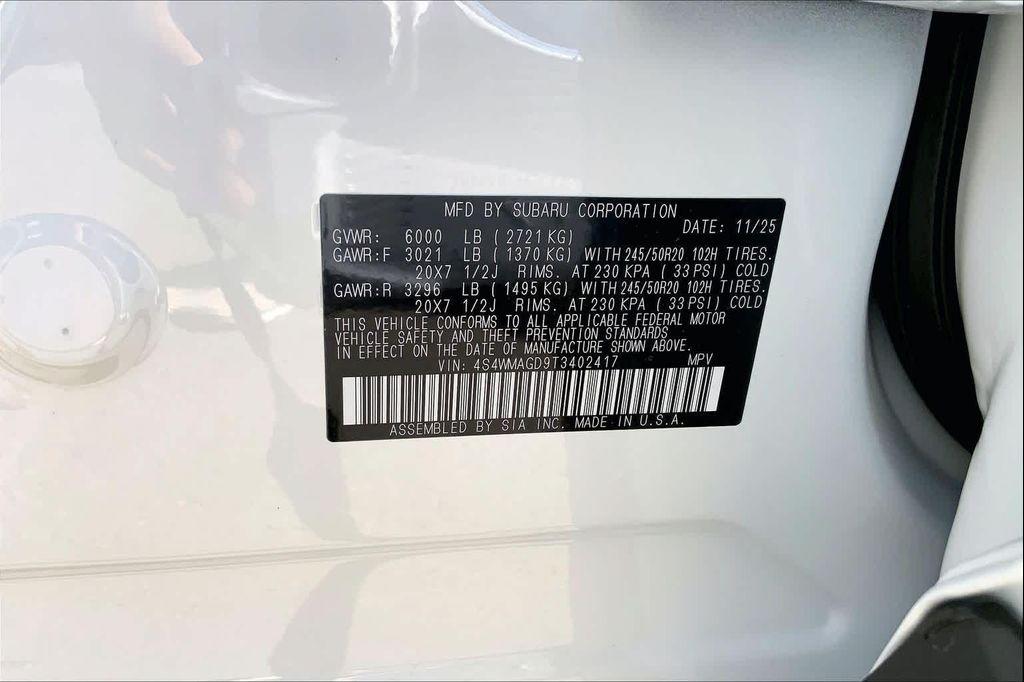 MFD BY SUBARU CORPORATION
DATE: 11/25
GVWR: 6000 LB ( 2721 KG)
GAWR:F 3021 LB ( 1370 KG) WITH 245/50R20 102H TIRES.
20X7 1/2J RIMS. AT 230 KPA ( 33 PSI) COLD
GAWR:R 3296 LB ( 1495 KG) WITH 245/50R20 102H TIRES.
20X7 1/2J RIMS. AT 230 KPA ( 33 PSI) COLD
THIS VEHICLE CONFORMS TO ALL APPLICABLE FEDERAL MOTOR
VEHICLE SAFETY AND THEFT PREVENTION STANDARDS
IN EFFECT ON THE DATE OF MANUFACTURE SHOWN ABOVE.
VIN: 4S4WMAGD9T3402417 MPV
ASSEMBLED BY SIA INC. MADE IN U.S.A.